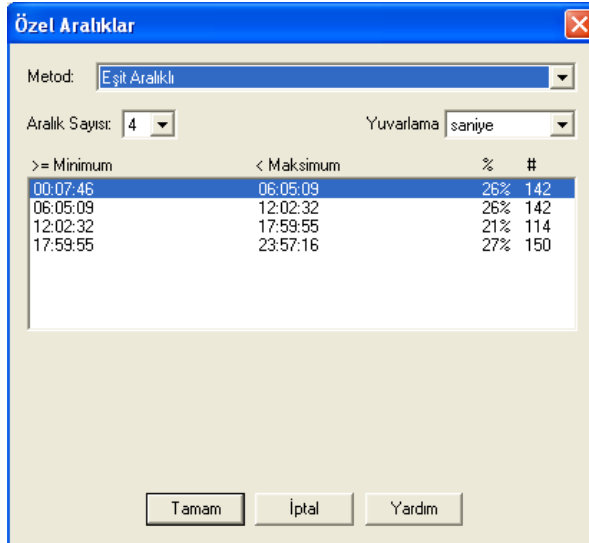 Özel Aralıklar
Metod: Eşit Aralıklı
Aralık Sayısı: 4 Yuvarlama saniye
>= Minimum < Maksimum % #
00:07:46 06:05:09 26% 142
06:05:09 12:02:32 26% 142
12:02:32 17:59:55 21% 114
17:59:55 23:57:16 27% 150
Tamam İptal Yardım